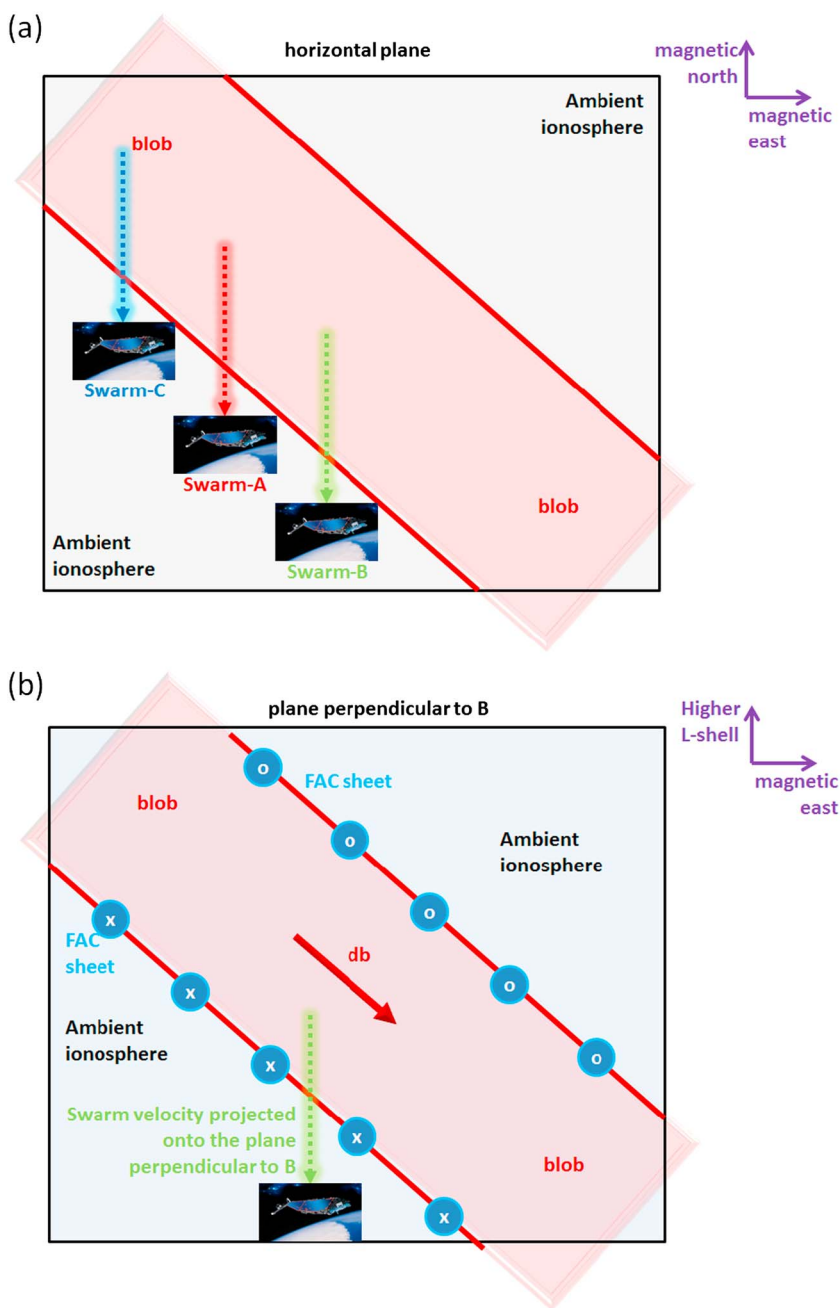 (a)
horizontal plane
magnetic
north
magnetic
east
Ambient
ionosphere
blob
Swarm-C
Swarm-A
blob
Ambient
ionosphere
Swarm-B
(b)
plane perpendicular to B
Higher
L-shell
magnetic
east
o
FAC sheet
blob
o
Ambient
ionosphere
o
x
FAC
sheet
db
x
o
Ambient
ionosphere
x
o
Swarm velocity projected
onto the plane
perpendicular to B
x
blob
x